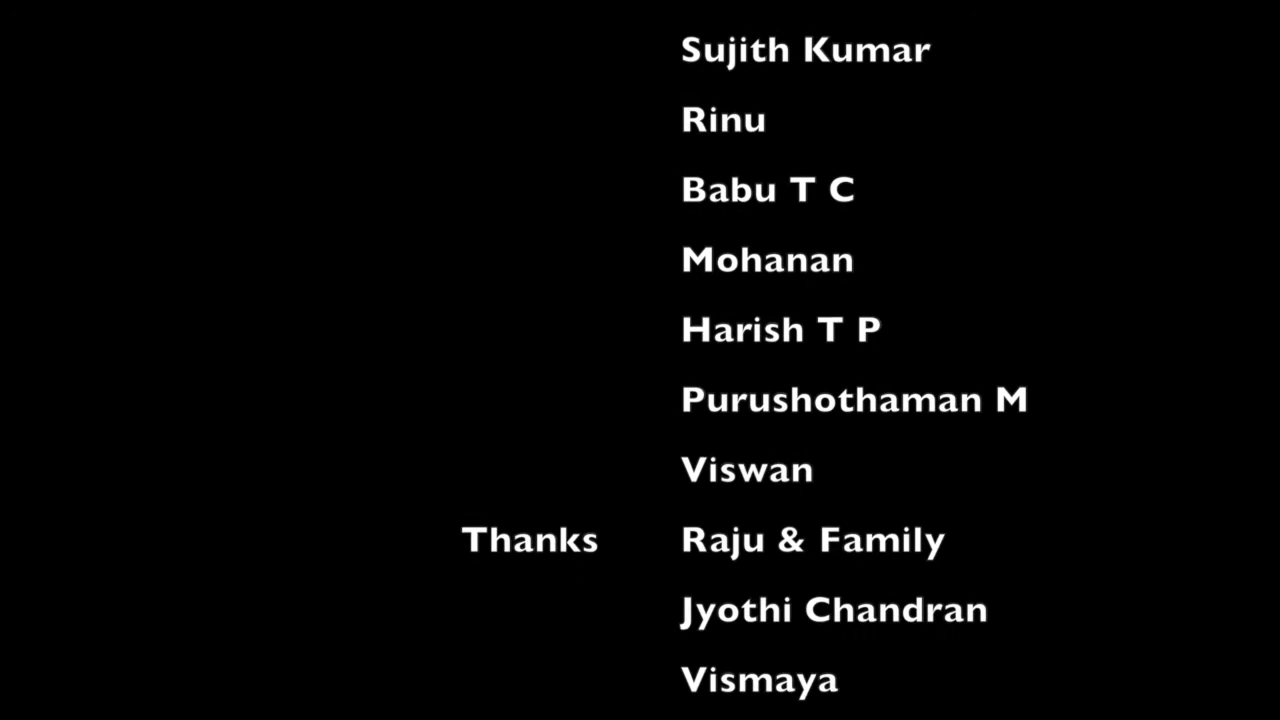 Sujith Kumar
Rinu
Babu T C
Mohanan
Harish T P
Purushothaman M
Viswan
Thanks Raju & Family
Jyothi Chandran
Vismaya